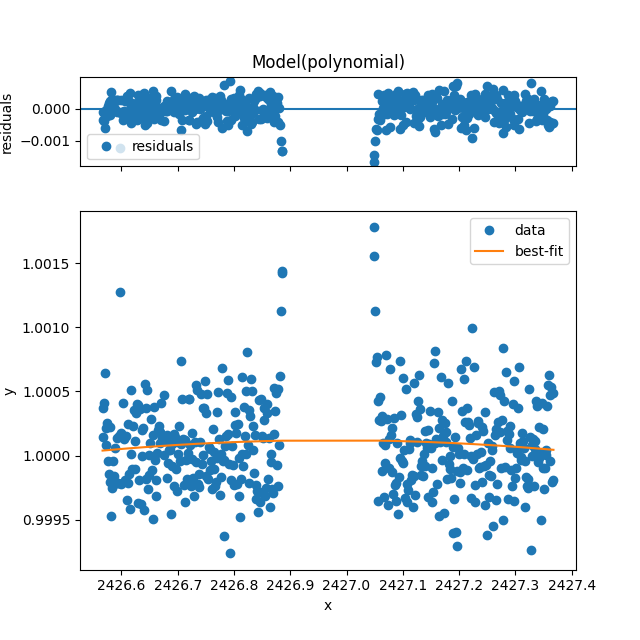 Model(polynomial)
residuals
0.000
−0.001
residuals
y
1.0015
1.0010
1.0005
1.0000
0.9995
data
best-fit
2426.6 2426.7 2426.8 2426.9 2427.0 2427.1 2427.2 2427.3 2427.4
x